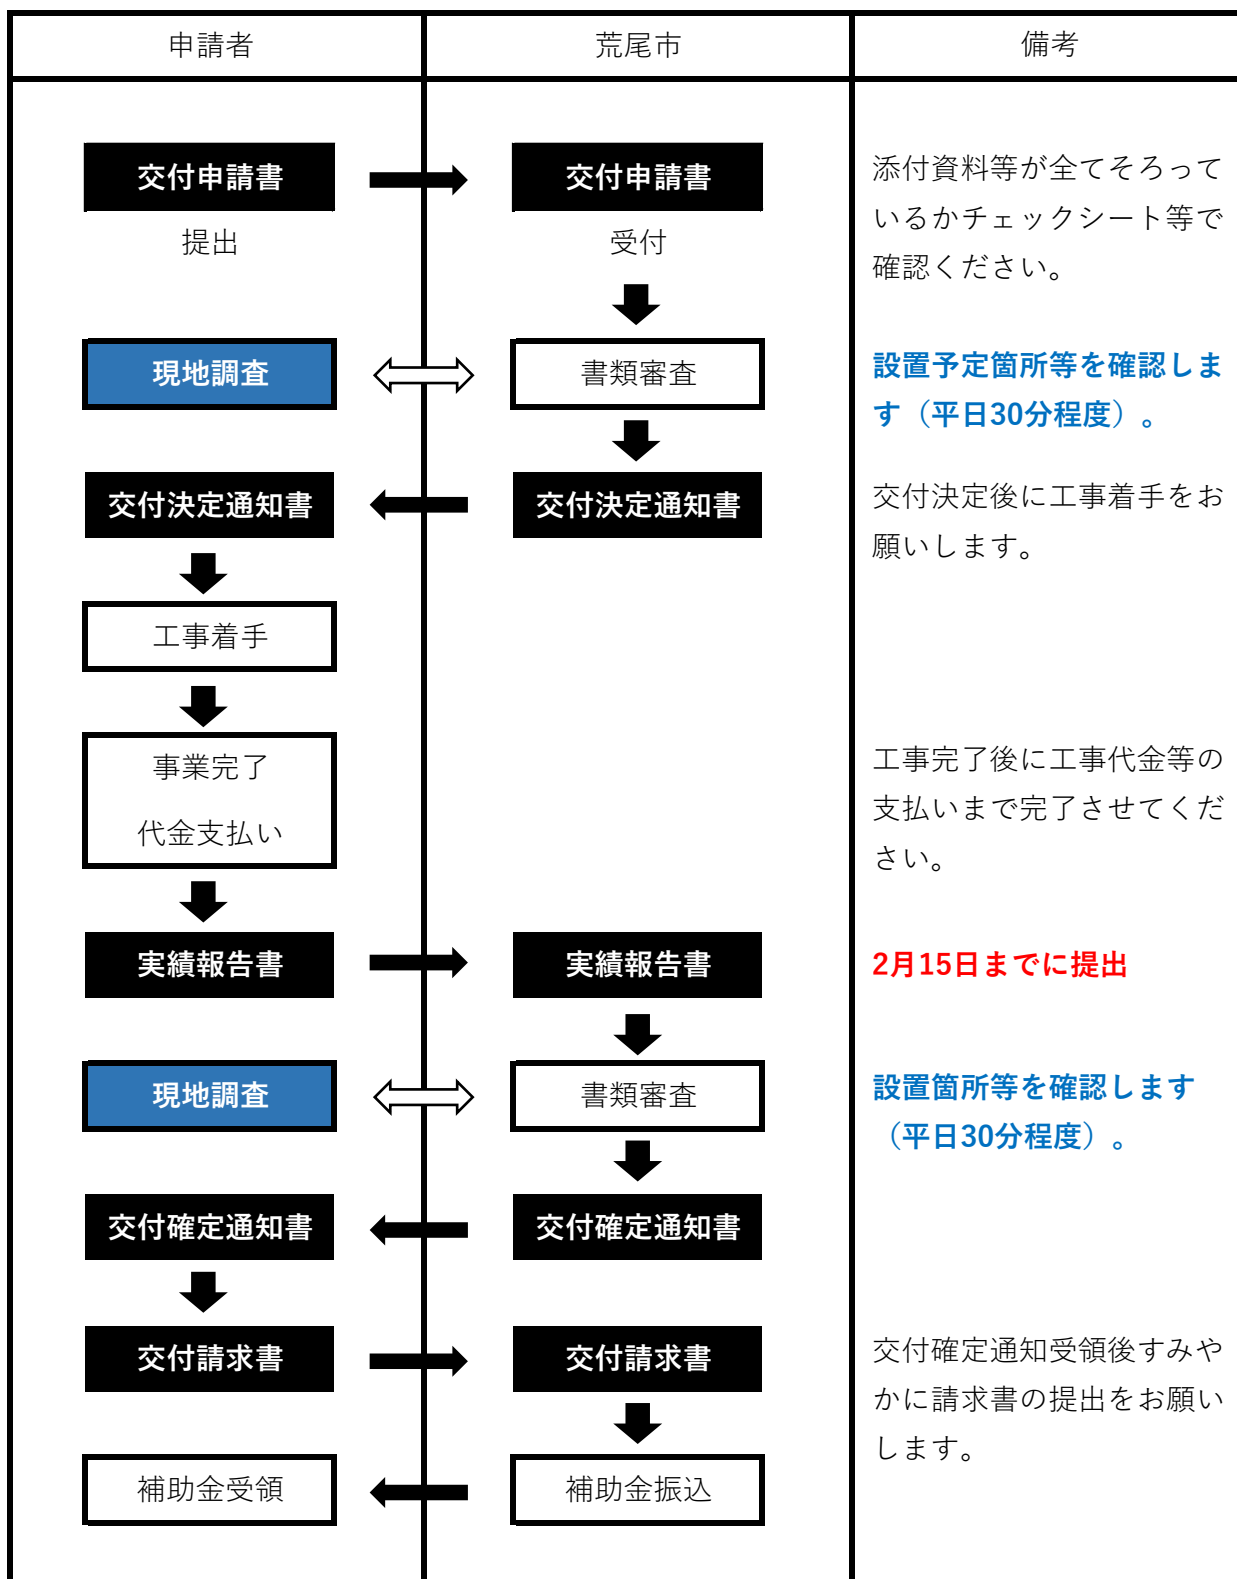 申請者
荒尾市
備考
交付申請書
交付申請書
添付資料等が全てそろって
いるかチェックシート等で
確認ください。
提出
受付
現地調査
書類審査
設置予定箇所等を確認しま
す（平日30分程度）。
交付決定通知書
交付決定通知書
交付決定後に工事着手をお
願いします。
工事着手
事業完了
代金支払い
工事完了後に工事代金等の
支払いまで完了させてくだ
さい。
実績報告書
実績報告書
2月15日までに提出
現地調査
書類審査
設置箇所等を確認します
（平日30分程度）。
交付確定通知書
交付確定通知書
交付請求書
交付請求書
交付確定通知受領後すみや
かに請求書の提出をお願い
します。
補助金受領
補助金振込